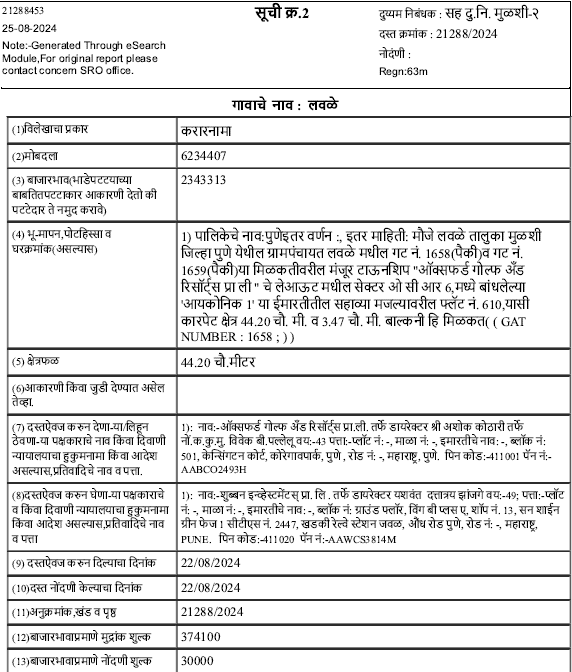 21288453
25-08-2024
Note:-Generated Through eSearch
Module,For original report please
contact concern SRO office.
सूची क्र.2
दुय्यम निबंधक : सह दु.नि. मुळशी-२
दस्त क्रमांक : 21288/2024
नोदंणी :
Regn:63m
गावाचे नाव : लवळे
(1)विलेखाचा प्रकार
करारनामा
(2)मोबदला
6234407
(3) बाजारभाव(भाडेपटटयाच्या
बाबतितपटटाकार आकारणी देतो की
पटटेदार ते नमुद करावे)
2343313
(4) भू-मापन,पोटहिस्सा व
घरक्रमांक(असल्यास)
1) पालिकेचे नाव:पुणेइतर वर्णन :, इतर माहिती: मौजे लवळे तालुका मुळशी
जिल्हा पुणे येथील ग्रामपंचायत लवळे मधील गट नं. 1658(पैकी)व गट नं.
1659(पैकी)या मिळकतीवरील मंजूर टाऊनशिप "ऑक्सफर्ड गोल्फ अँड
रिसॉर्ट्स प्रा ली " चे लेआऊट मधील सेक्टर ओ सी आर 6,मध्ये बांधलेल्या
'आयकोनिक 1' या ईमारतीतील सहाव्या मजल्यावरील फ्लॅट नं. 610,यासी
कारपेट क्षेत्र 44.20 चौ. मी. व 3.47 चौ. मी. बाल्कनी हि मिळकत( ( GAT
NUMBER : 1658 ; ) )
(5) क्षेत्रफळ
44.20 चौ.मीटर
(6)आकारणी किंवा जुडी देण्यात असेल
तेव्हा.
(7) दस्तऐवज करुन देणा-या/लिहून
ठेवणा-या पक्षकाराचे नाव किंवा दिवाणी
न्यायालयाचा हुकुमनामा किंवा आदेश
असल्यास,प्रतिवादिचे नाव व पत्ता.
1): नाव:-ऑक्सफर्ड गोल्फ अँड रिसॉर्ट्स प्रा.ली. तर्फे डायरेक्टर श्री अशोक कोठारी तर्फे
नों.क.कु.मु. विवेक बी.पल्लेलू वय:-43 पत्ता:-प्लॉट नं: -, माळा नं: -, इमारतीचे नाव: -, ब्लॉक नं:
501, केन्सिंगटन कोर्ट, कोरेगावपार्क, पुणे , रोड नं: -, महाराष्ट्र, पुणे. पिन कोड:-411001 पॅन नं:-
AABCO2493H
(8)दस्तऐवज करुन घेणा-या पक्षकाराचे
व किंवा दिवाणी न्यायालयाचा हुकुमनामा
किंवा आदेश असल्यास,प्रतिवादिचे नाव
व पत्ता
1): नाव:-शुब्बन इन्व्हेस्टमेंटस् प्रा. लि . तर्फे डायरेक्टर यशवंत दत्तात्रय झांजगे वय:-49; पत्ता:-प्लॉट
नं: -, माळा नं: -, इमारतीचे नाव: -, ब्लॉक नं: ग्राउंड फ्लॉर, विंग बी प्लस ए, शॉप नं. 13, सन शाईन
ग्रीन फेज 1 सीटीएस नं. 2447, खडकी रेल्वे स्टेशन जवळ, औंध रोड पुणे, रोड नं: -, महाराष्ट्र,
PUNE. पिन कोड:-411020 पॅन नं:-AAWCS3814M
(9) दस्तऐवज करुन दिल्याचा दिनांक
22/08/2024
(10)दस्त नोंदणी केल्याचा दिनांक
22/08/2024
(11)अनुक्रमांक,खंड व पृष्ठ
21288/2024
(12)बाजारभावाप्रमाणे मुद्रांक शुल्क
374100
(13)बाजारभावाप्रमाणे नोंदणी शुल्क
30000